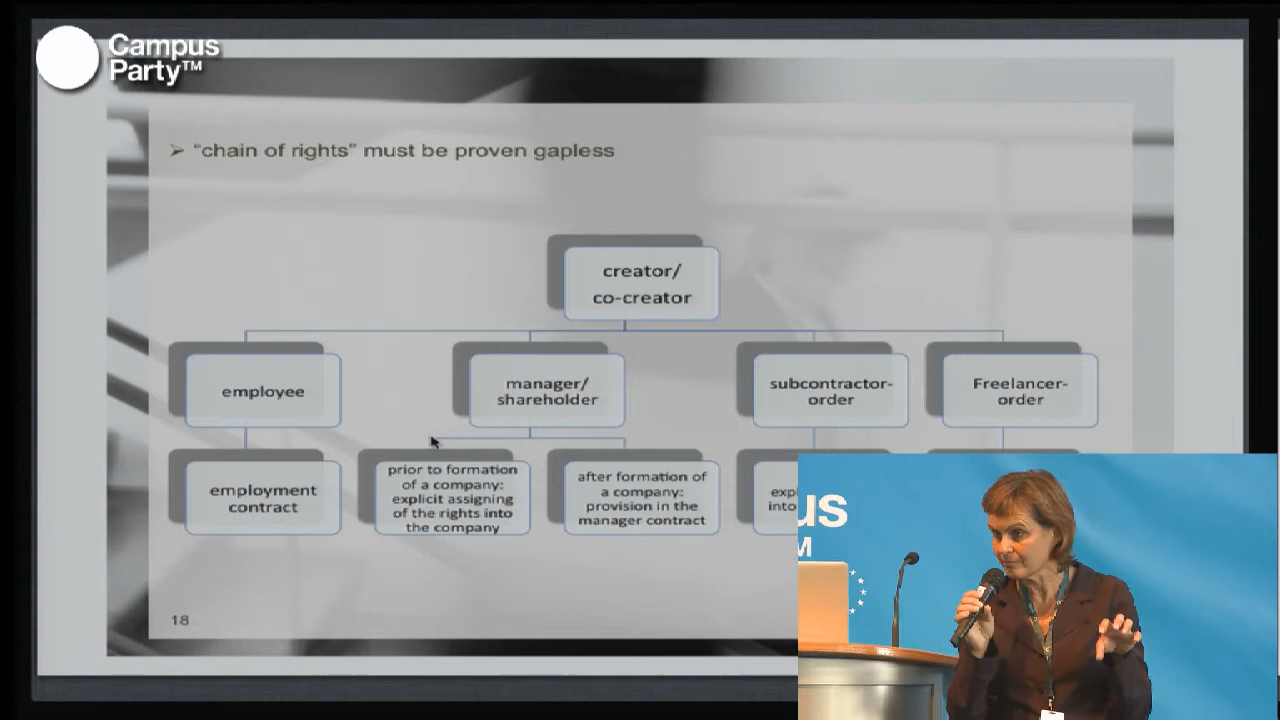 Campus
Party™
➢ "chain of rights" must be proven gapless
creator/
co-creator
employee
manager/
shareholder
subcontractor-
order
Freelancer-
order
employment
contract
prior to formation
of a company:
explicit assigning
of the rights into
the company
after formation of
a company:
provision in the
manager contract
into
18
us
M